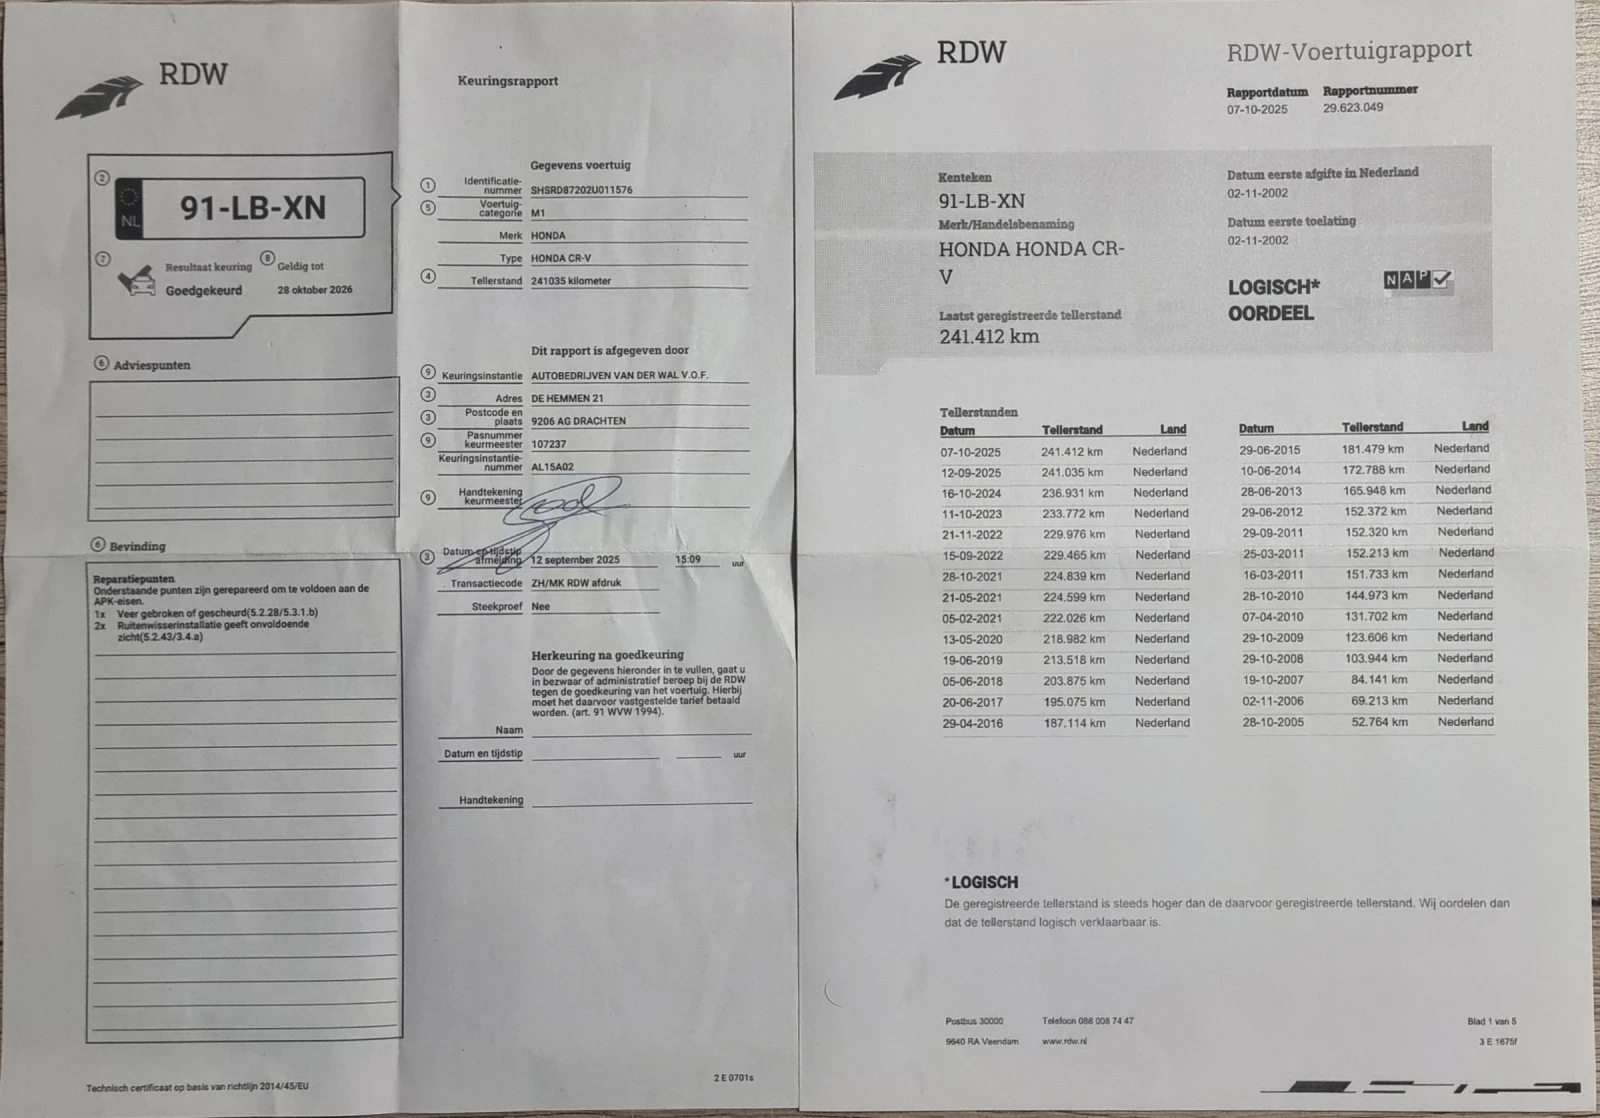 RDW
Keuringsrapport
2
NL
91-LB-XN
7
Resultaat keuring
Goedgekeurd
8
Geldig tot
28 oktober 2026
6 Adviespunten
6 Bevinding
Reparatiepunten
Onderstaande punten zijn gerepareerd om te voldoen aan de
APK-eisen.
1x Veer gebroken of gescheurd(5.2.28/5.3.1.b)
2x Ruitenwisserinstallatie geeft onvoldoende
zicht(5.2.43/3.4.a)
Technisch certificaat op basis van richtlijn 2014/45/EU
Gegevens voertuig
1 Identificatie-
nummer SHSRD87202U011576
5 Voertuig-
categorie M1
Merk HONDA
Type HONDA CR-V
4 Tellerstand 241035 kilometer
Dit rapport is afgegeven door
9 Keuringsinstantie AUTOBEDRIJVEN VAN DER WAL V.O.F.
3 Adres DE HEMMEN 21
3 Postcode en
plaats 9206 AG DRACHTEN
9 Pasnummer
keurmeester 107237
Keuringsinstantie-
nummer AL15A02
9 Handtekening
keurmeester
3 Datum en tijdstip
afmelding 12 september 2025 15:09 uur
Transactiecode ZH/MK RDW afdruk
Steekproef Nee
Herkeuring na goedkeuring
Door de gegevens hieronder in te vullen, gaat u
in bezwaar of administratief beroep bij de RDW
tegen de goedkeuring van het voertuig. Hierbij
moet het daarvoor vastgestelde tarief betaald
worden. (art. 91 WVW 1994).
Naam
Datum en tijdstip uur
Handtekening
2 E 0701s
RDW
RDW-Voertuigrapport
Rapportdatum Rapportnummer
07-10-2025 29.623.049
Kenteken
91-LB-XN
Merk/Handelsbenaming
HONDA HONDA CR-
V
Laatst geregistreerde tellerstand
241.412 km
Datum eerste afgifte in Nederland
02-11-2002
Datum eerste toelating
02-11-2002
LOGISCH*
OORDEEL
NAP
Tellerstanden
Datum Tellerstand Land
07-10-2025 241.412 km Nederland
12-09-2025 241.035 km Nederland
16-10-2024 236.931 km Nederland
11-10-2023 233.772 km Nederland
21-11-2022 229.976 km Nederland
15-09-2022 229.465 km Nederland
28-10-2021 224.839 km Nederland
21-05-2021 224.599 km Nederland
05-02-2021 222.026 km Nederland
13-05-2020 218.982 km Nederland
19-06-2019 213.518 km Nederland
05-06-2018 203.875 km Nederland
20-06-2017 195.075 km Nederland
29-04-2016 187.114 km Nederland
Datum Tellerstand Land
29-06-2015 181.479 km Nederland
10-06-2014 172.788 km Nederland
28-06-2013 165.948 km Nederland
29-06-2012 152.372 km Nederland
29-09-2011 152.320 km Nederland
25-03-2011 152.213 km Nederland
16-03-2011 151.733 km Nederland
28-10-2010 144.973 km Nederland
07-04-2010 131.702 km Nederland
29-10-2009 123.606 km Nederland
29-10-2008 103.944 km Nederland
19-10-2007 84.141 km Nederland
02-11-2006 69.213 km Nederland
28-10-2005 52.764 km Nederland
*LOGISCH
De geregistreerde tellerstand is steeds hoger dan de daarvoor geregistreerde tellerstand. Wij oordelen dan
dat de tellerstand logisch verklaarbaar is.
Postbus 30000 Telefoon 088 008 74 47 Blad 1 van 5
9640 RA Veendam www.rdw.nl 3 E 1675f